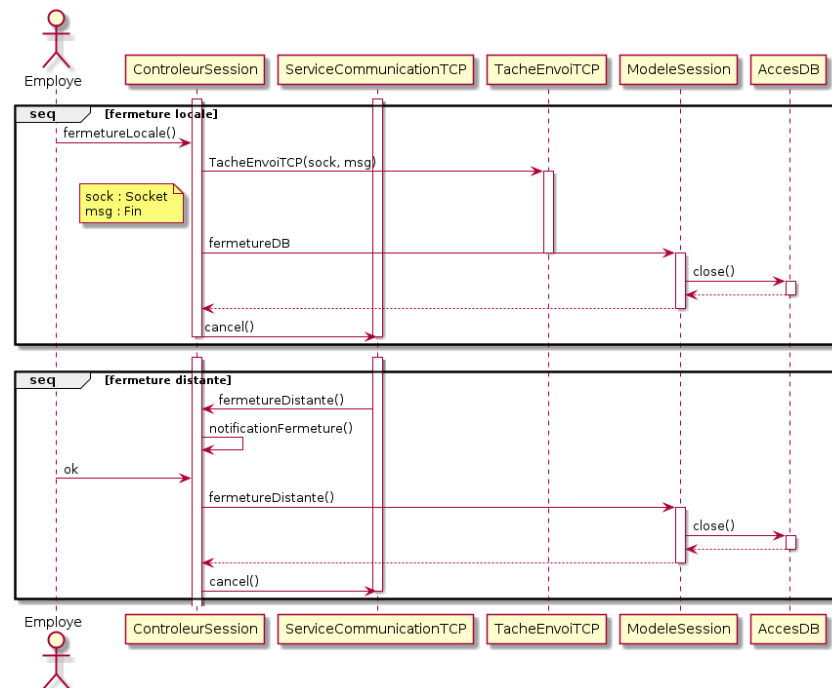 Employe
ControleurSession
ServiceCommunicationTCP
TacheEnvoiTCP
ModeleSession
AccesDB
seq
[fermeture locale]
fermetureLocale()
TacheEnvoiTCP(sock, msg)
sock : Socket
msg : Fin
fermetureDB
close()
cancel()
seq
[fermeture distante]
fermetureDistante()
notificationFermeture()
ok
fermetureDistante()
close()
cancel()
Employe
ControleurSession
ServiceCommunicationTCP
TacheEnvoiTCP
ModeleSession
AccesDB